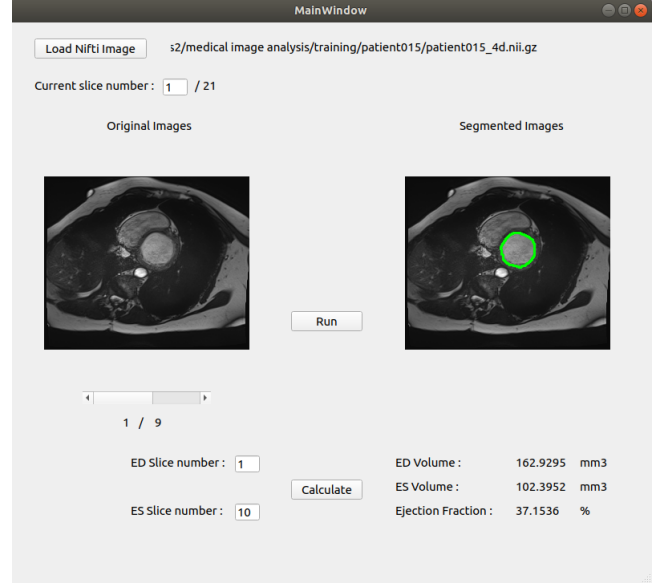 MainWindow
Load Nifti Image s2/medical image analysis/training/patient015/patient015_4d.nii.gz
Current slice number : 1 / 21
Original Images Segmented Images
Run
1 / 9
ED Slice number : 1 ED Volume : 162.9295 mm3
Calculate ES Volume : 102.3952 mm3
ES Slice number : 10 Ejection Fraction : 37.1536 %